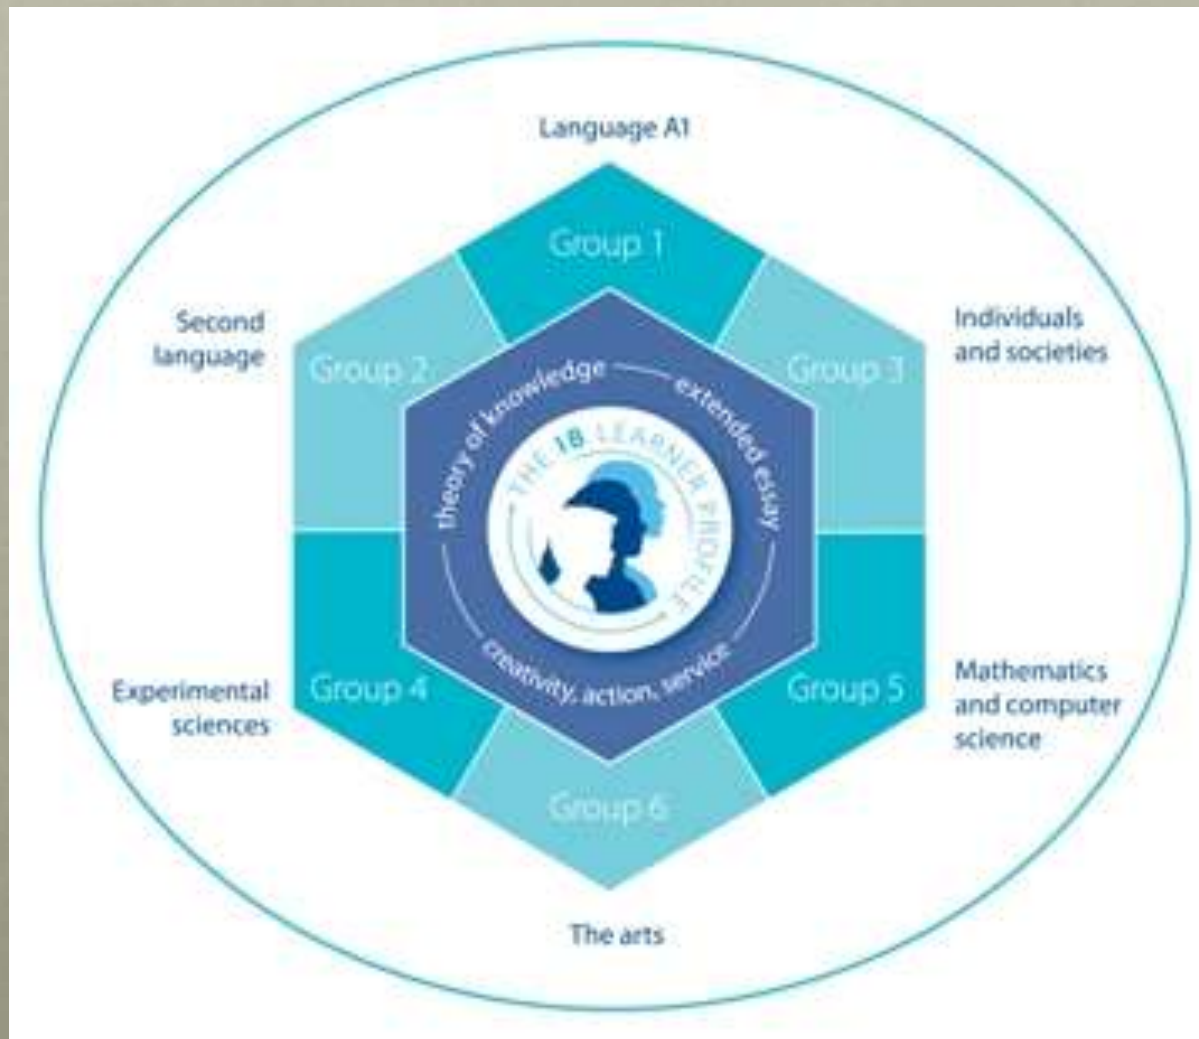 Language A1
Group 1
Second
language
Group 2
Individuals
and societies
Group 3
theory of knowledge
extended essay
THE IB LEARNER PROFILE
creativity, action, service
Experimental
sciences
Group 4
Mathematics
and computer
science
Group 5
Group 6
The arts